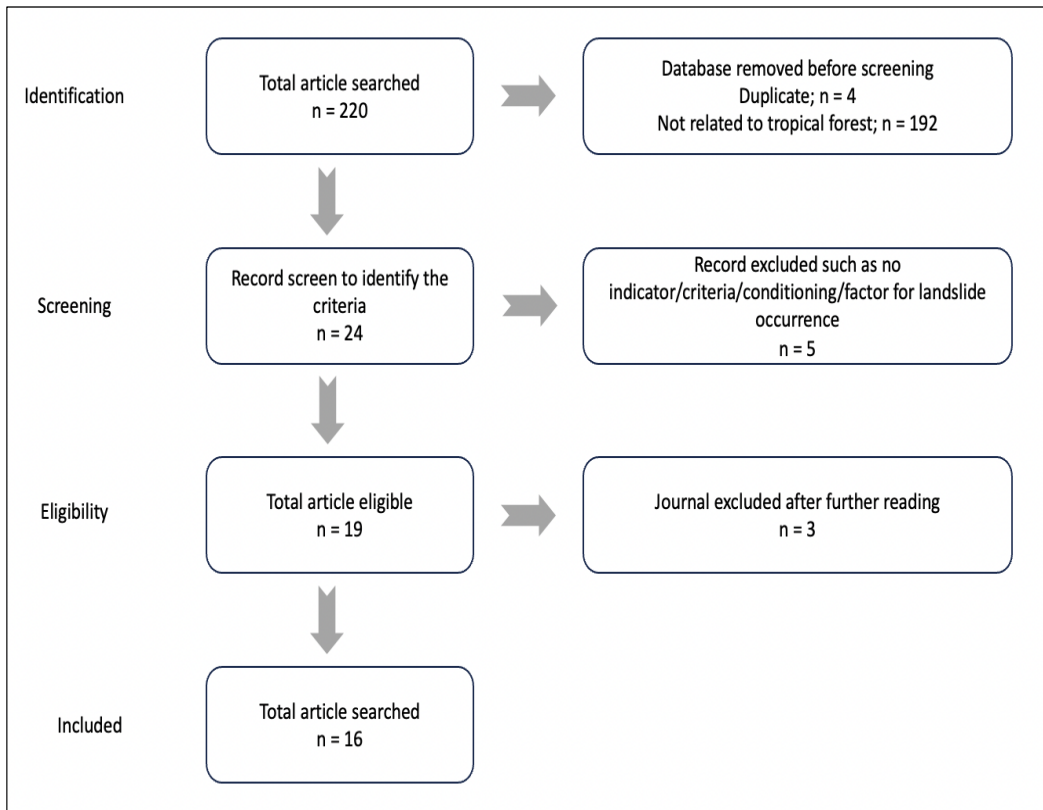 Identification
Total article searched
n = 220
Database removed before screening
Duplicate; n = 4
Not related to tropical forest; n = 192
Screening
Record screen to identify the
criteria
n = 24
Record excluded such as no
indicator/criteria/conditioning/factor for landslide
occurrence
n = 5
Eligibility
Total article eligible
n = 19
Journal excluded after further reading
n = 3
Included
Total article searched
n = 16